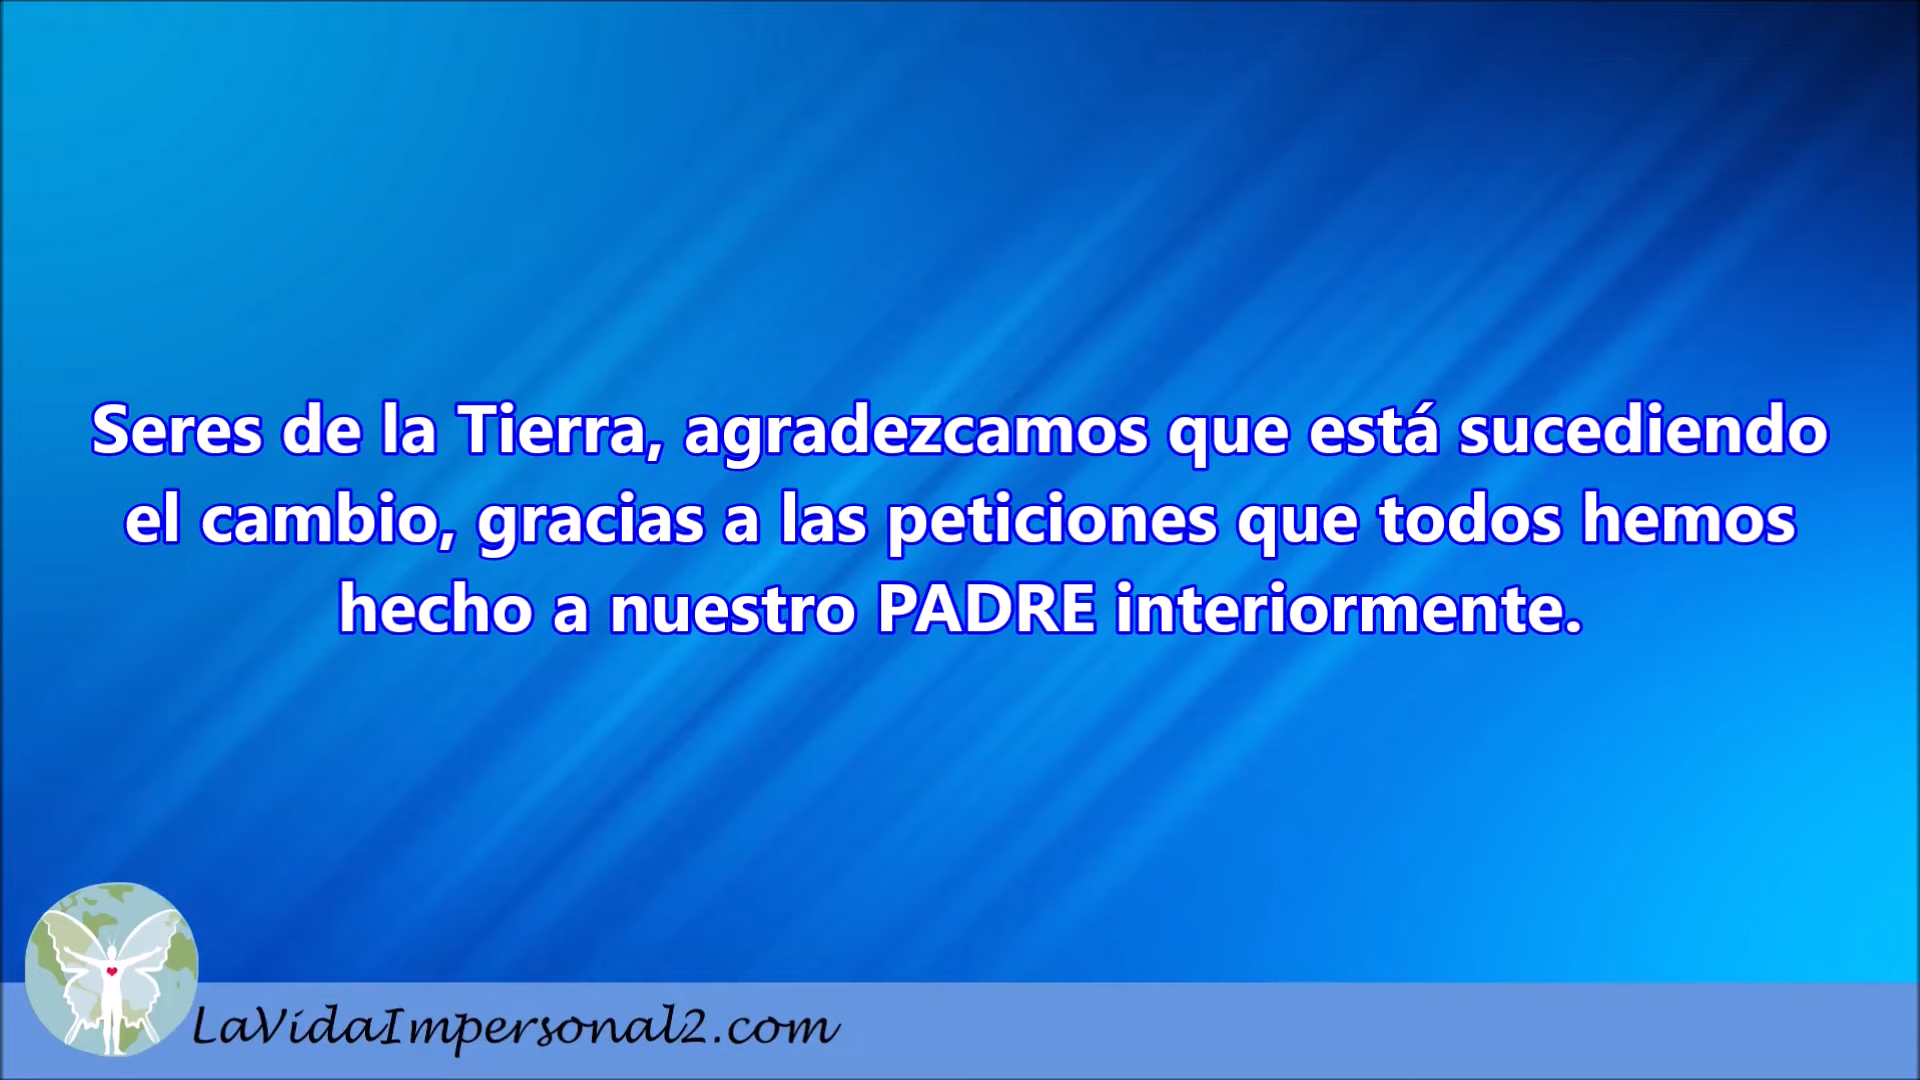 Seres de la Tierra, agradezcamos que está sucediendo
el cambio, gracias a las peticiones que todos hemos
hecho a nuestro PADRE interiormente.
LaVidaImpersonal2.com